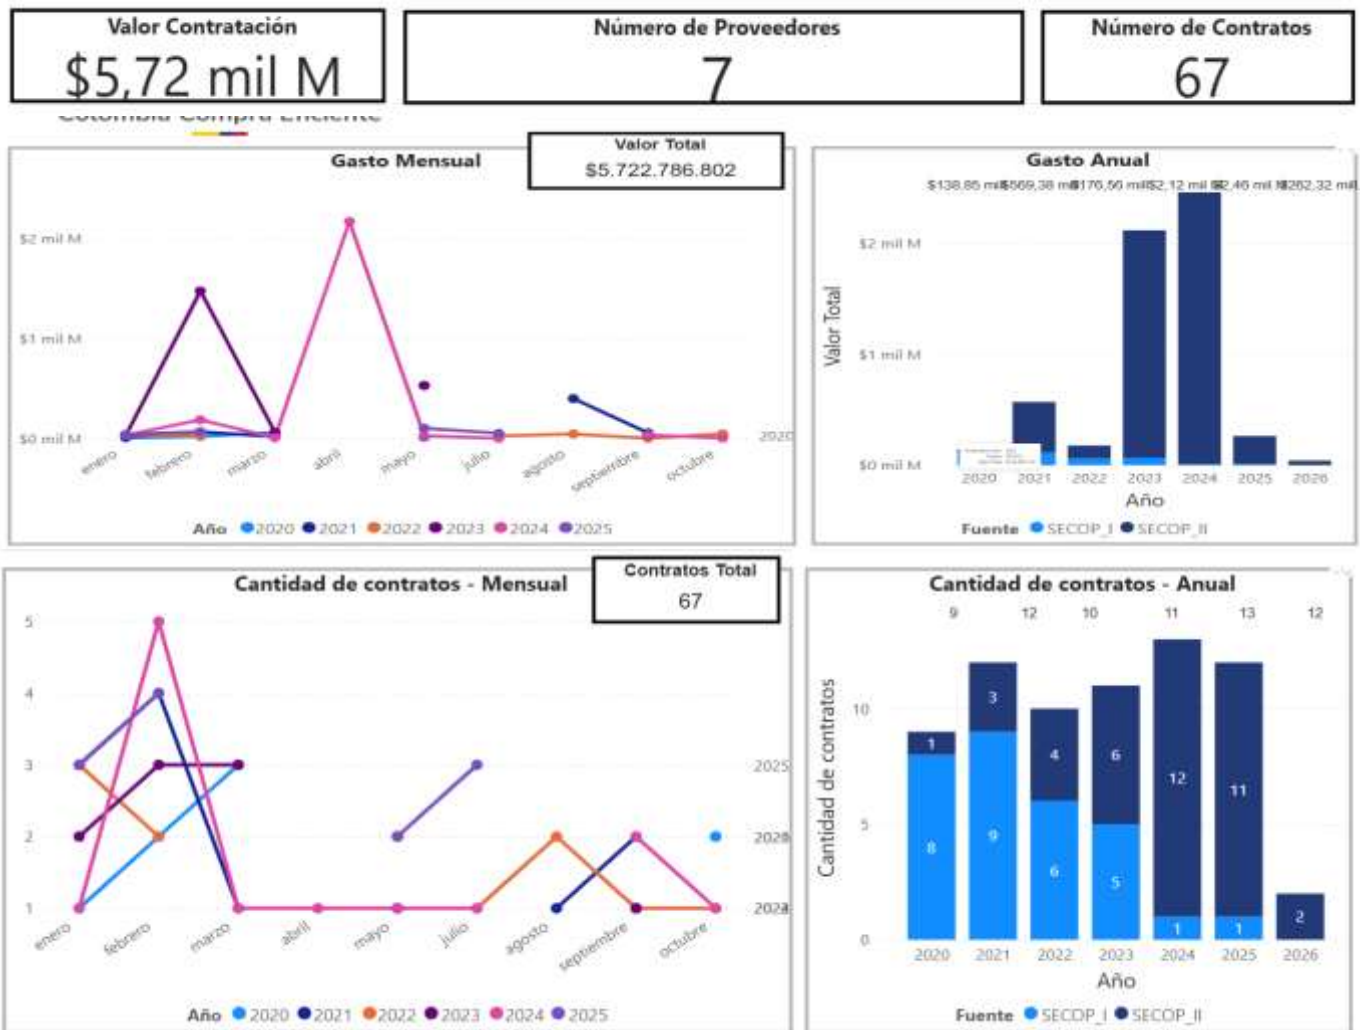 Valor Contratación
$5,72 mil M
Número de Proveedores
7
Número de Contratos
67
Colombia Compra Eficiente
Gasto Mensual
Valor Total
$5.722.786.802
$2 mil M
$1 mil M
$0 mil M
enero febrero marzo abril mayo julio agosto septiembre octubre
2020
Año 2020 2021 2022 2023 2024 2025
Gasto Anual
$138,85 mil $569,38 mil $176,56 mil $2,12 mil $2,46 mil $262,32 mil
Valor Total
$2 mil M
$1 mil M
$0 mil M
2020 2021 2022 2023 2024 2025 2026
Año
Fuente SECOP_I SECOP_II
Cantidad de contratos - Mensual
Contratos Total
67
5
4
3
2
1
2025
enero febrero marzo abril mayo julio agosto septiembre octubre
Año 2020 2021 2022 2023 2024 2025
Cantidad de contratos - Anual
9 12 10 11 13 12
Cantidad de contratos
10
5
0
1 3 4 6 12 11 2
8 9 6 5 1 1
2020 2021 2022 2023 2024 2025 2026
Año
Fuente SECOP_I SECOP_II